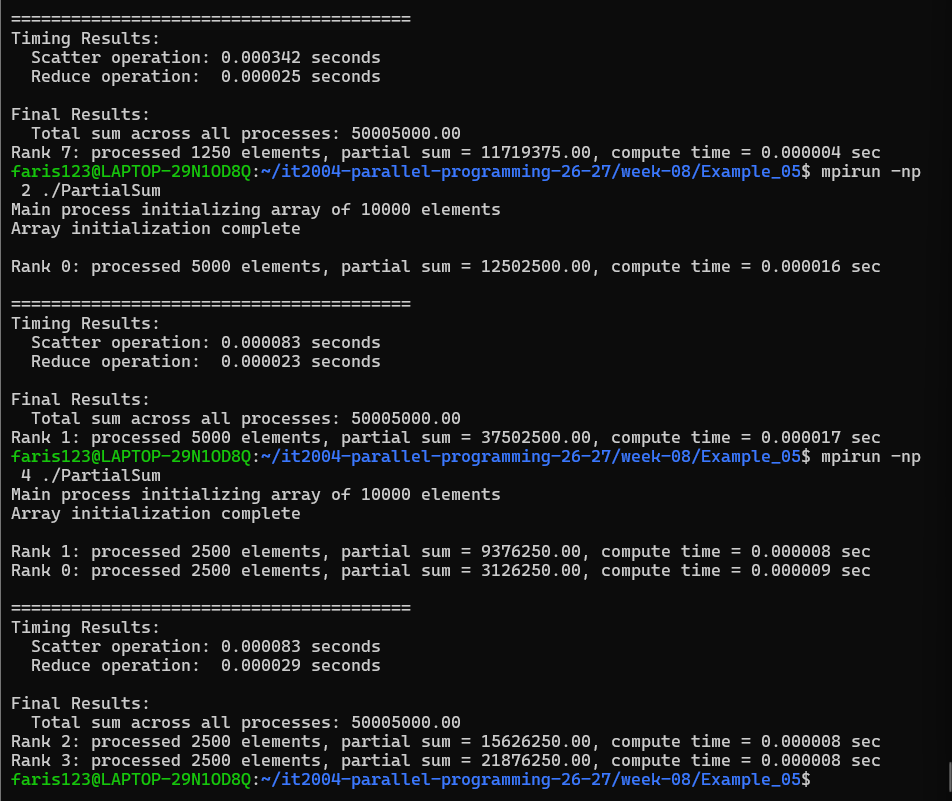 ========================================
Timing Results:
  Scatter operation: 0.000342 seconds
  Reduce operation:  0.000025 seconds

Final Results:
  Total sum across all processes: 50005000.00
Rank 7: processed 1250 elements, partial sum = 11719375.00, compute time = 0.000004 sec
faris123@LAPTOP-29N1OD8Q:~/it2004-parallel-programming-26-27/week-08/Example_05$ mpirun -np
 2 ./PartialSum
Main process initializing array of 10000 elements
Array initialization complete

Rank 0: processed 5000 elements, partial sum = 12502500.00, compute time = 0.000016 sec

========================================
Timing Results:
  Scatter operation: 0.000083 seconds
  Reduce operation:  0.000023 seconds

Final Results:
  Total sum across all processes: 50005000.00
Rank 1: processed 5000 elements, partial sum = 37502500.00, compute time = 0.000017 sec
faris123@LAPTOP-29N1OD8Q:~/it2004-parallel-programming-26-27/week-08/Example_05$ mpirun -np
 4 ./PartialSum
Main process initializing array of 10000 elements
Array initialization complete

Rank 1: processed 2500 elements, partial sum = 9376250.00, compute time = 0.000008 sec
Rank 0: processed 2500 elements, partial sum = 3126250.00, compute time = 0.000009 sec

========================================
Timing Results:
  Scatter operation: 0.000083 seconds
  Reduce operation:  0.000029 seconds

Final Results:
  Total sum across all processes: 50005000.00
Rank 2: processed 2500 elements, partial sum = 15626250.00, compute time = 0.000008 sec
Rank 3: processed 2500 elements, partial sum = 21876250.00, compute time = 0.000008 sec
faris123@LAPTOP-29N1OD8Q:~/it2004-parallel-programming-26-27/week-08/Example_05$